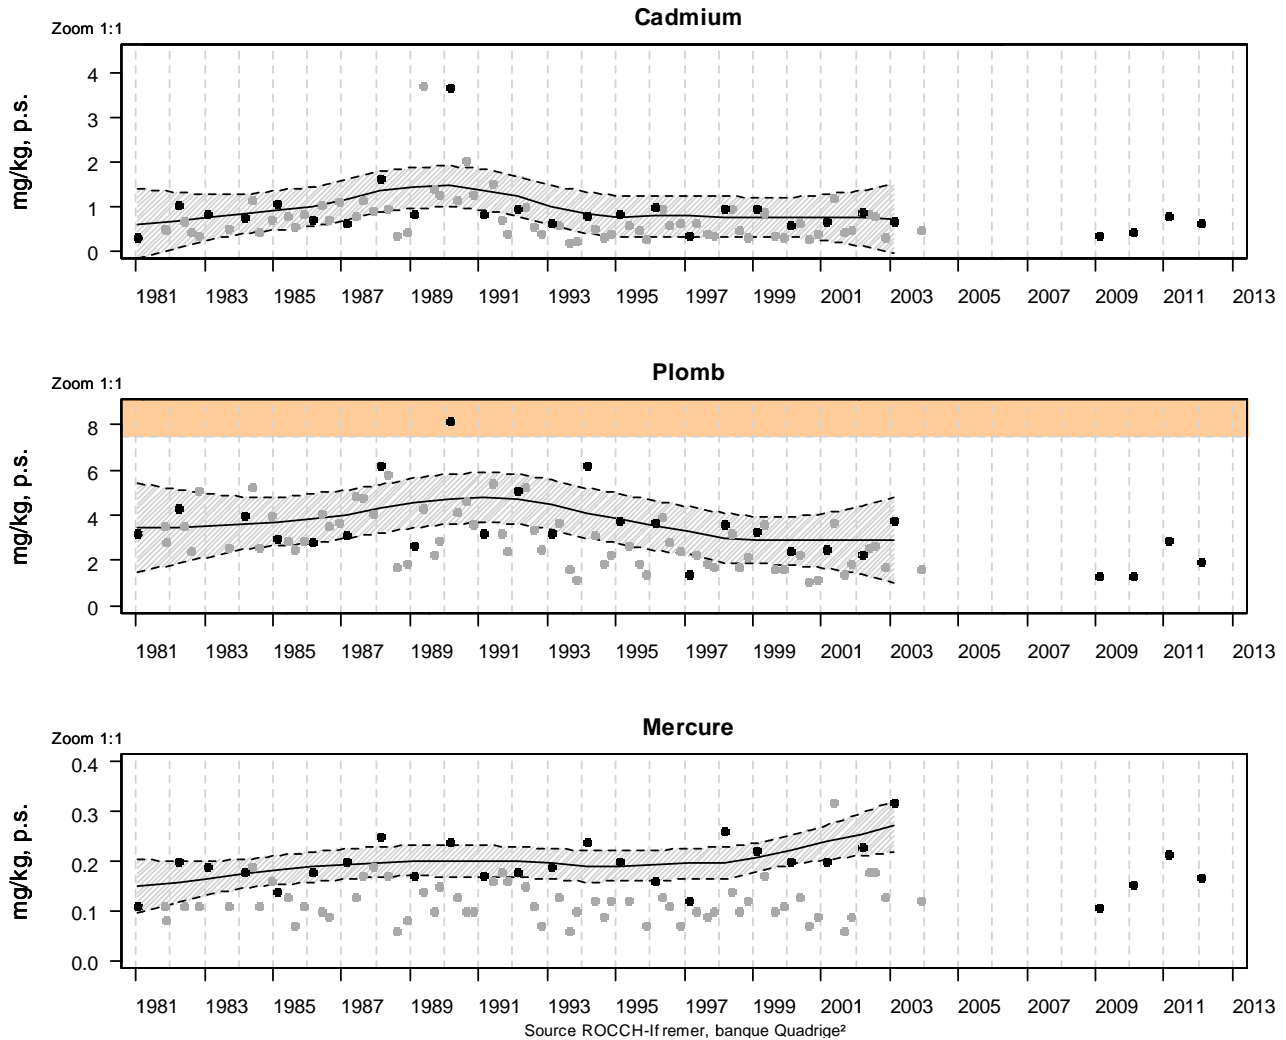 Cadmium
Zoom 1:1
mg/kg, p.s.
4
3
2
1
0
1981 1983 1985 1987 1989 1991 1993 1995 1997 1999 2001 2003 2005 2007 2009 2011 2013
Plomb
Zoom 1:1
mg/kg, p.s.
8
6
4
2
0
1981 1983 1985 1987 1989 1991 1993 1995 1997 1999 2001 2003 2005 2007 2009 2011 2013
Mercure
Zoom 1:1
mg/kg, p.s.
0.4
0.3
0.2
0.1
0.0
1981 1983 1985 1987 1989 1991 1993 1995 1997 1999 2001 2003 2005 2007 2009 2011 2013
Source ROCCH-Ifremer, banque Quadrige²